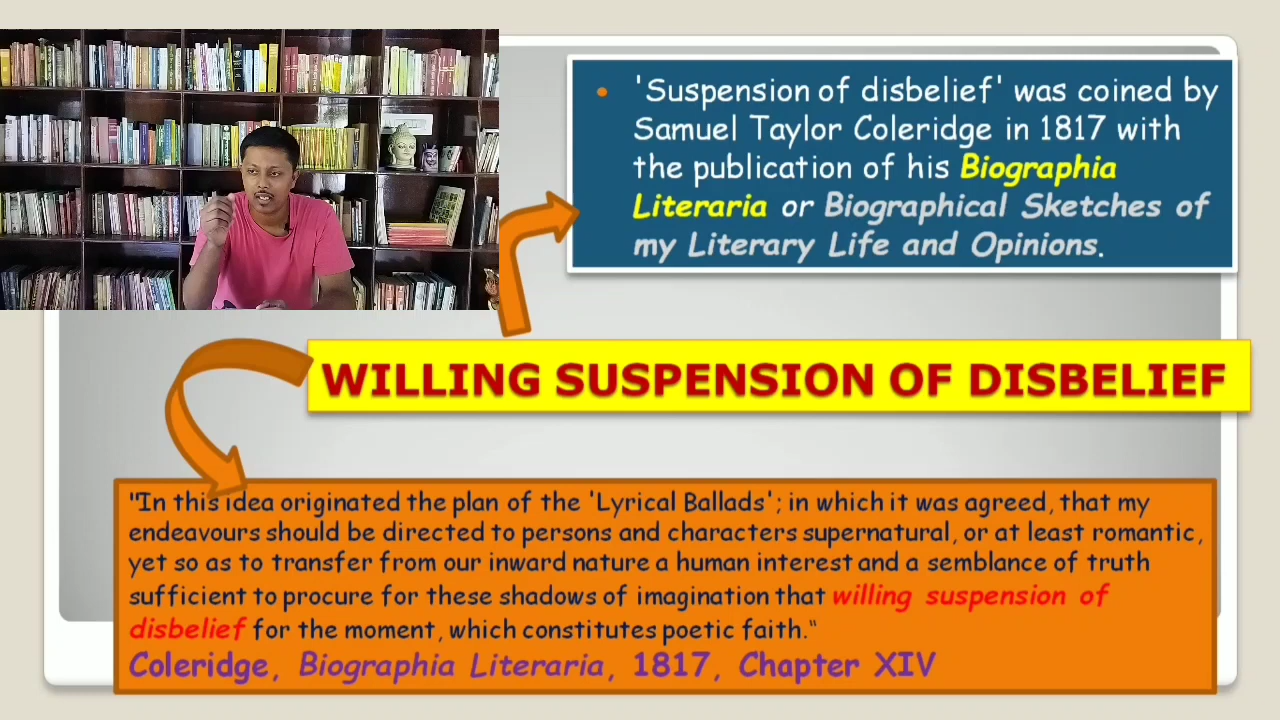 'Suspension of disbelief' was coined by
Samuel Taylor Coleridge in 1817 with
the publication of his Biographia
Literaria or Biographical Sketches of
my Literary Life and Opinions.
WILLING SUSPENSION OF DISBELIEF
"In this idea originated the plan of the 'Lyrical Ballads'; in which it was agreed, that my
endeavours should be directed to persons and characters supernatural, or at least romantic,
yet so as to transfer from our inward nature a human interest and a semblance of truth
sufficient to procure for these shadows of imagination that willing suspension of
disbelief for the moment, which constitutes poetic faith."
Coleridge, Biographia Literaria, 1817, Chapter XIV